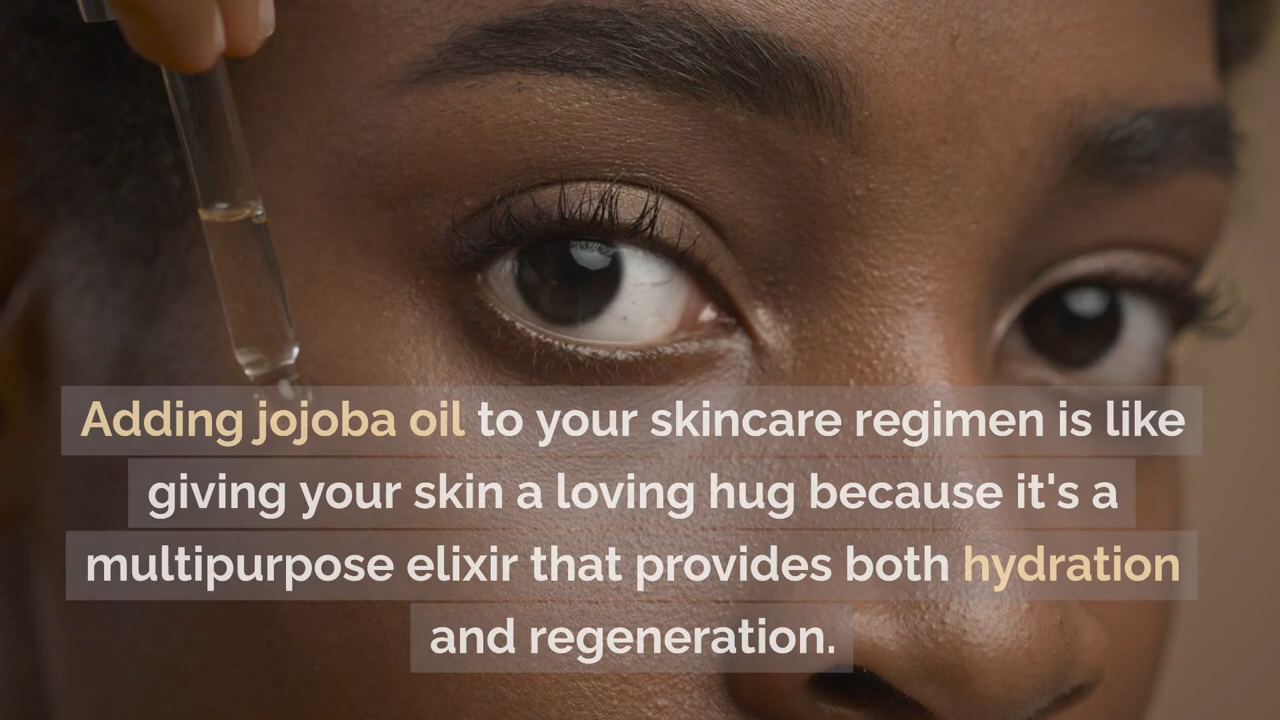 Adding jojoba oil to your skincare regimen is like
giving your skin a loving hug because it's a
multipurpose elixir that provides both hydration
and regeneration.